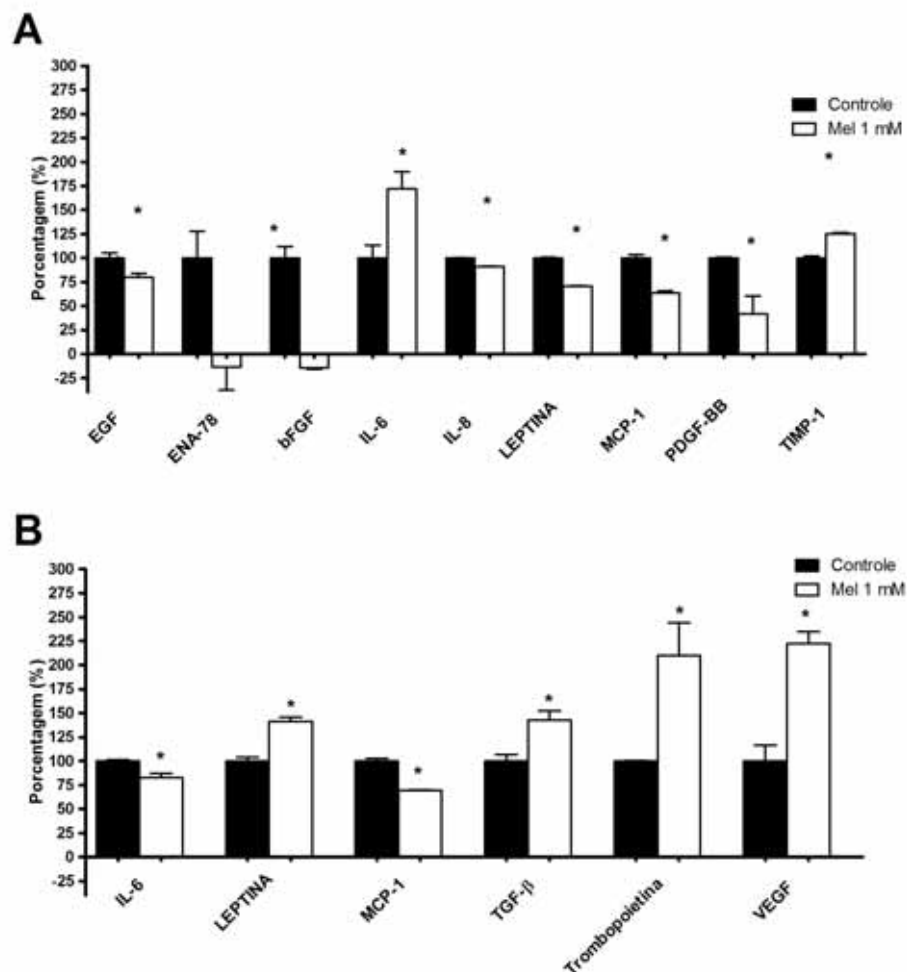 A
300
275
250
225
200
175
150
125
100
75
50
25
0
-25
Porcentagem (%)
Controle
Mel 1 mM
*
*
*
*
*
*
*
*
EGF
ENA-78
bFGF
IL-6
IL-8
LEPTINA
MCP-1
PDGF-BB
TIMP-1
B
300
275
250
225
200
175
150
125
100
75
50
25
0
-25
Porcentagem (%)
Controle
Mel 1 mM
*
*
*
*
*
*
IL-6
LEPTINA
MCP-1
TGF-β
Trombopoietina
VEGF